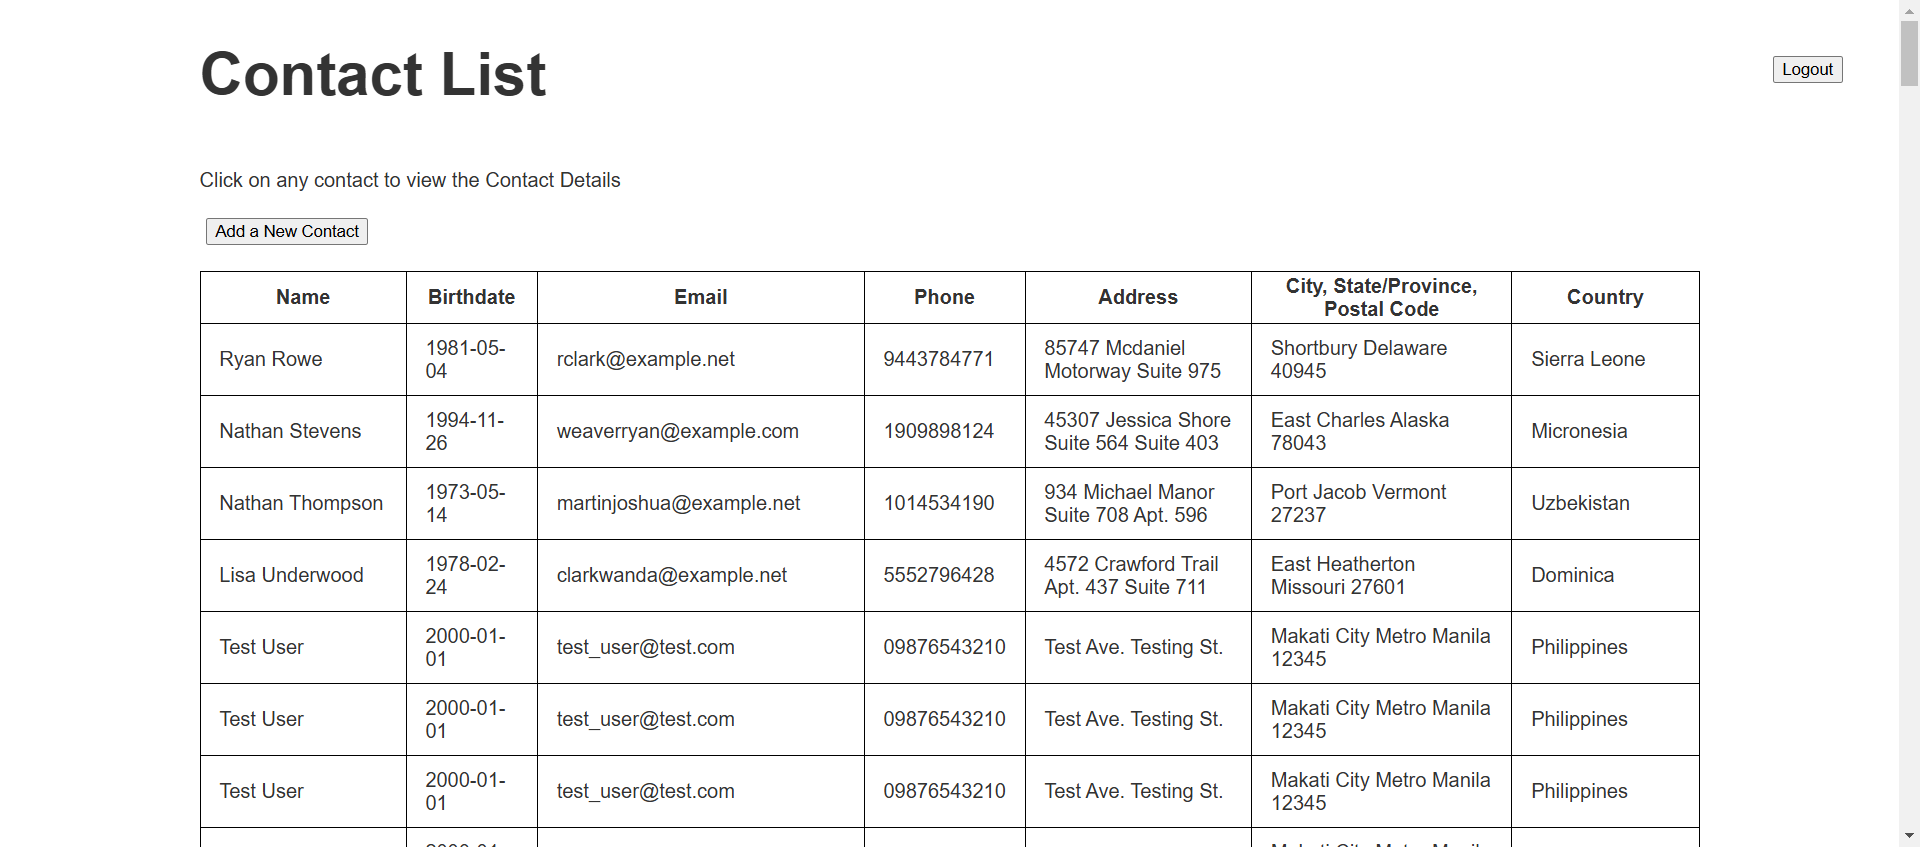 Contact List
Logout
Click on any contact to view the Contact Details
Add a New Contact
Name Birthdate Email Phone Address City, State/Province, Postal Code Country
Ryan Rowe 1981-05-04 rclark@example.net 9443784771 85747 Mcdaniel Motorway Suite 975 Shortbury Delaware 40945 Sierra Leone
Nathan Stevens 1994-11-26 weaverryan@example.com 1909898124 45307 Jessica Shore Suite 564 Suite 403 East Charles Alaska 78043 Micronesia
Nathan Thompson 1973-05-14 martinjoshua@example.net 1014534190 934 Michael Manor Suite 708 Apt. 596 Port Jacob Vermont 27237 Uzbekistan
Lisa Underwood 1978-02-24 clarkwanda@example.net 5552796428 4572 Crawford Trail Apt. 437 Suite 711 East Heatherton Missouri 27601 Dominica
Test User 2000-01-01 test_user@test.com 09876543210 Test Ave. Testing St. Makati City Metro Manila 12345 Philippines
Test User 2000-01-01 test_user@test.com 09876543210 Test Ave. Testing St. Makati City Metro Manila 12345 Philippines
Test User 2000-01-01 test_user@test.com 09876543210 Test Ave. Testing St. Makati City Metro Manila 12345 Philippines